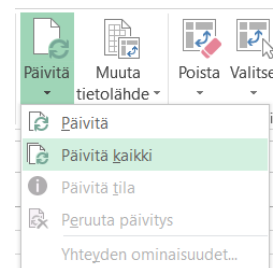 Päivitä Muuta tietolähde Poista Valitse
Päivitä
Päivitä kaikki
Päivitä tila
Peruuta päivitys
Yhteyden ominaisuudet...